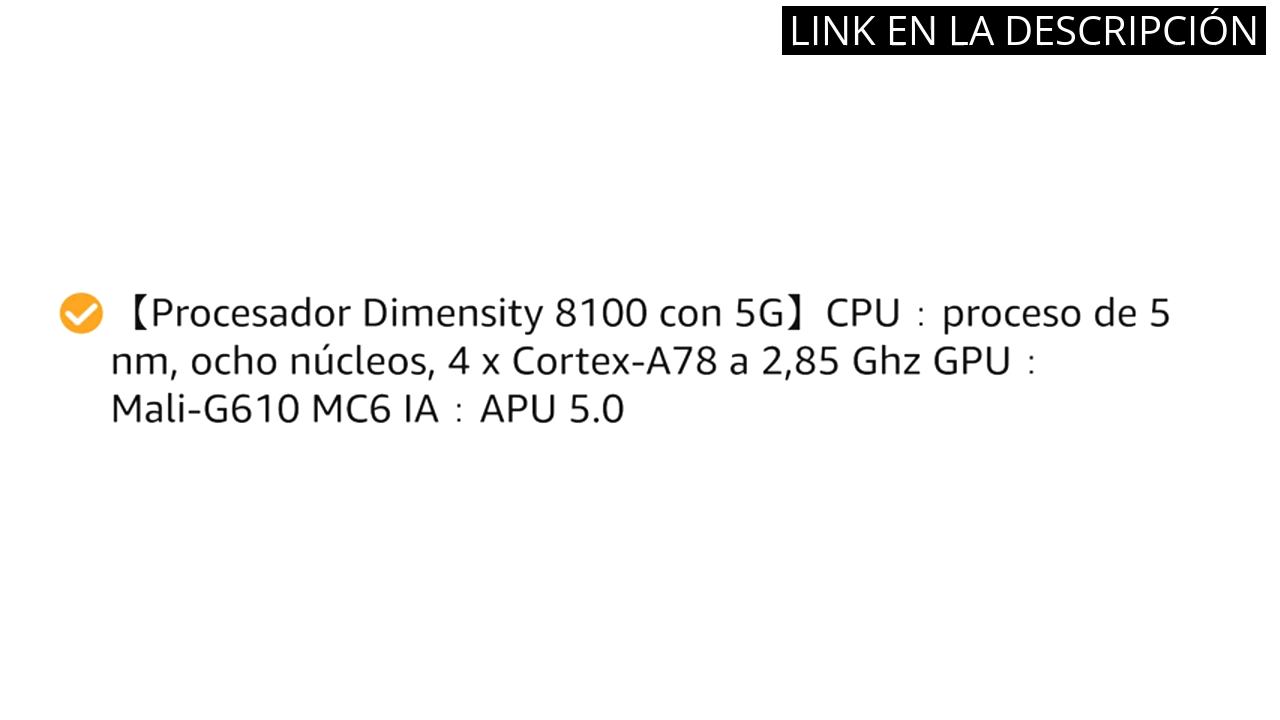 LINK EN LA DESCRIPCIÓN
【Procesador Dimensity 8100 con 5G】CPU：proceso de 5
nm, ocho núcleos, 4 x Cortex-A78 a 2,85 Ghz GPU：
Mali-G610 MC6 IA：APU 5.0